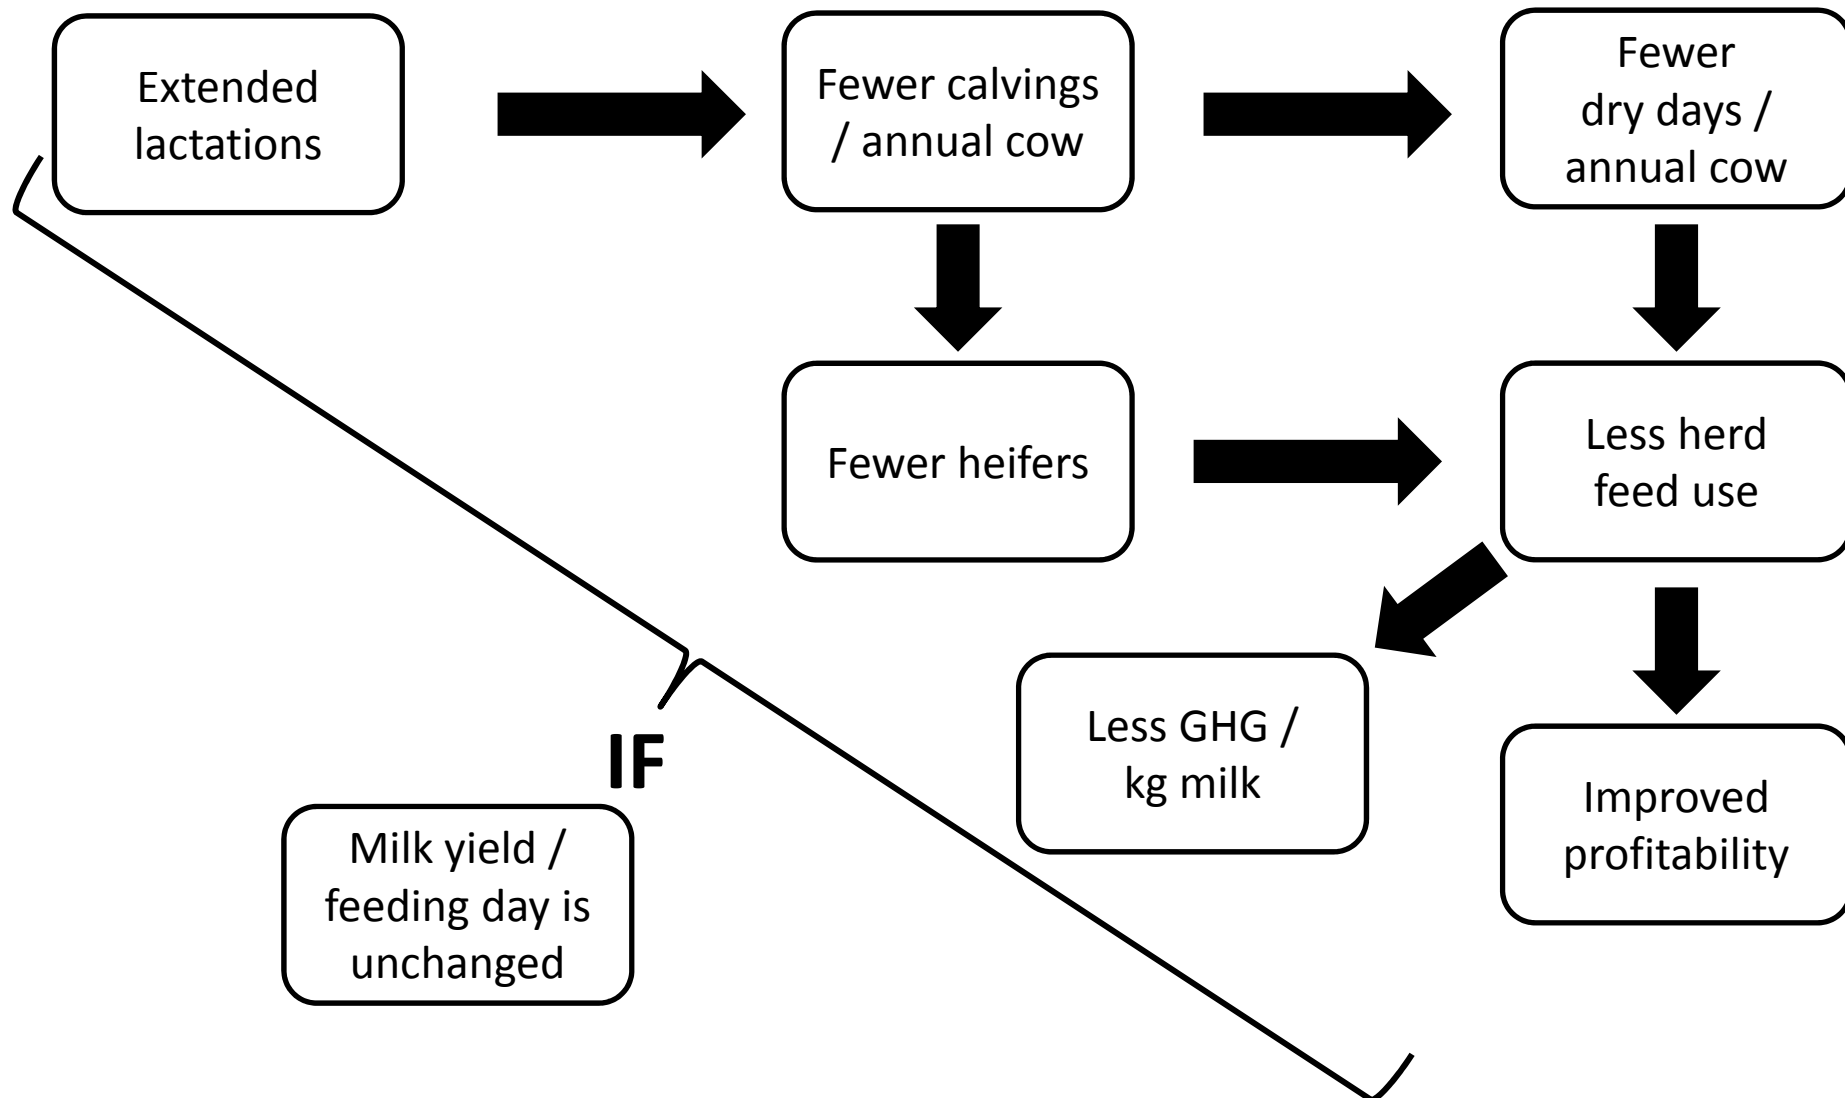 Extended
lactations
Fewer calvings
/ annual cow
Fewer
dry days /
annual cow
Fewer heifers
Less herd
feed use
Less GHG /
kg milk
Improved
profitability
IF
Milk yield /
feeding day is
unchanged